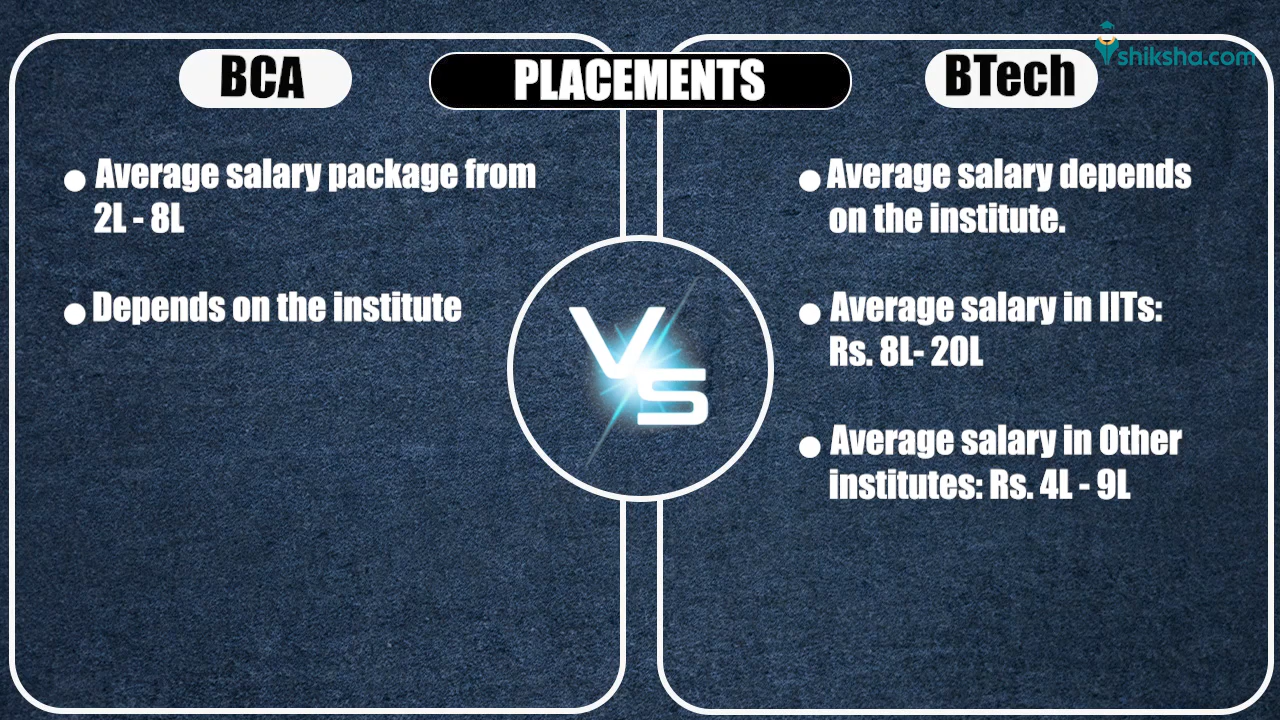 PLACEMENTS
shiksha.com
BCA
Average salary package from
2L - 8L
Depends on the institute
VS
BTech
Average salary depends
on the institute.
Average salary in IITs:
Rs. 8L- 20L
Average salary in Other
institutes: Rs. 4L - 9L